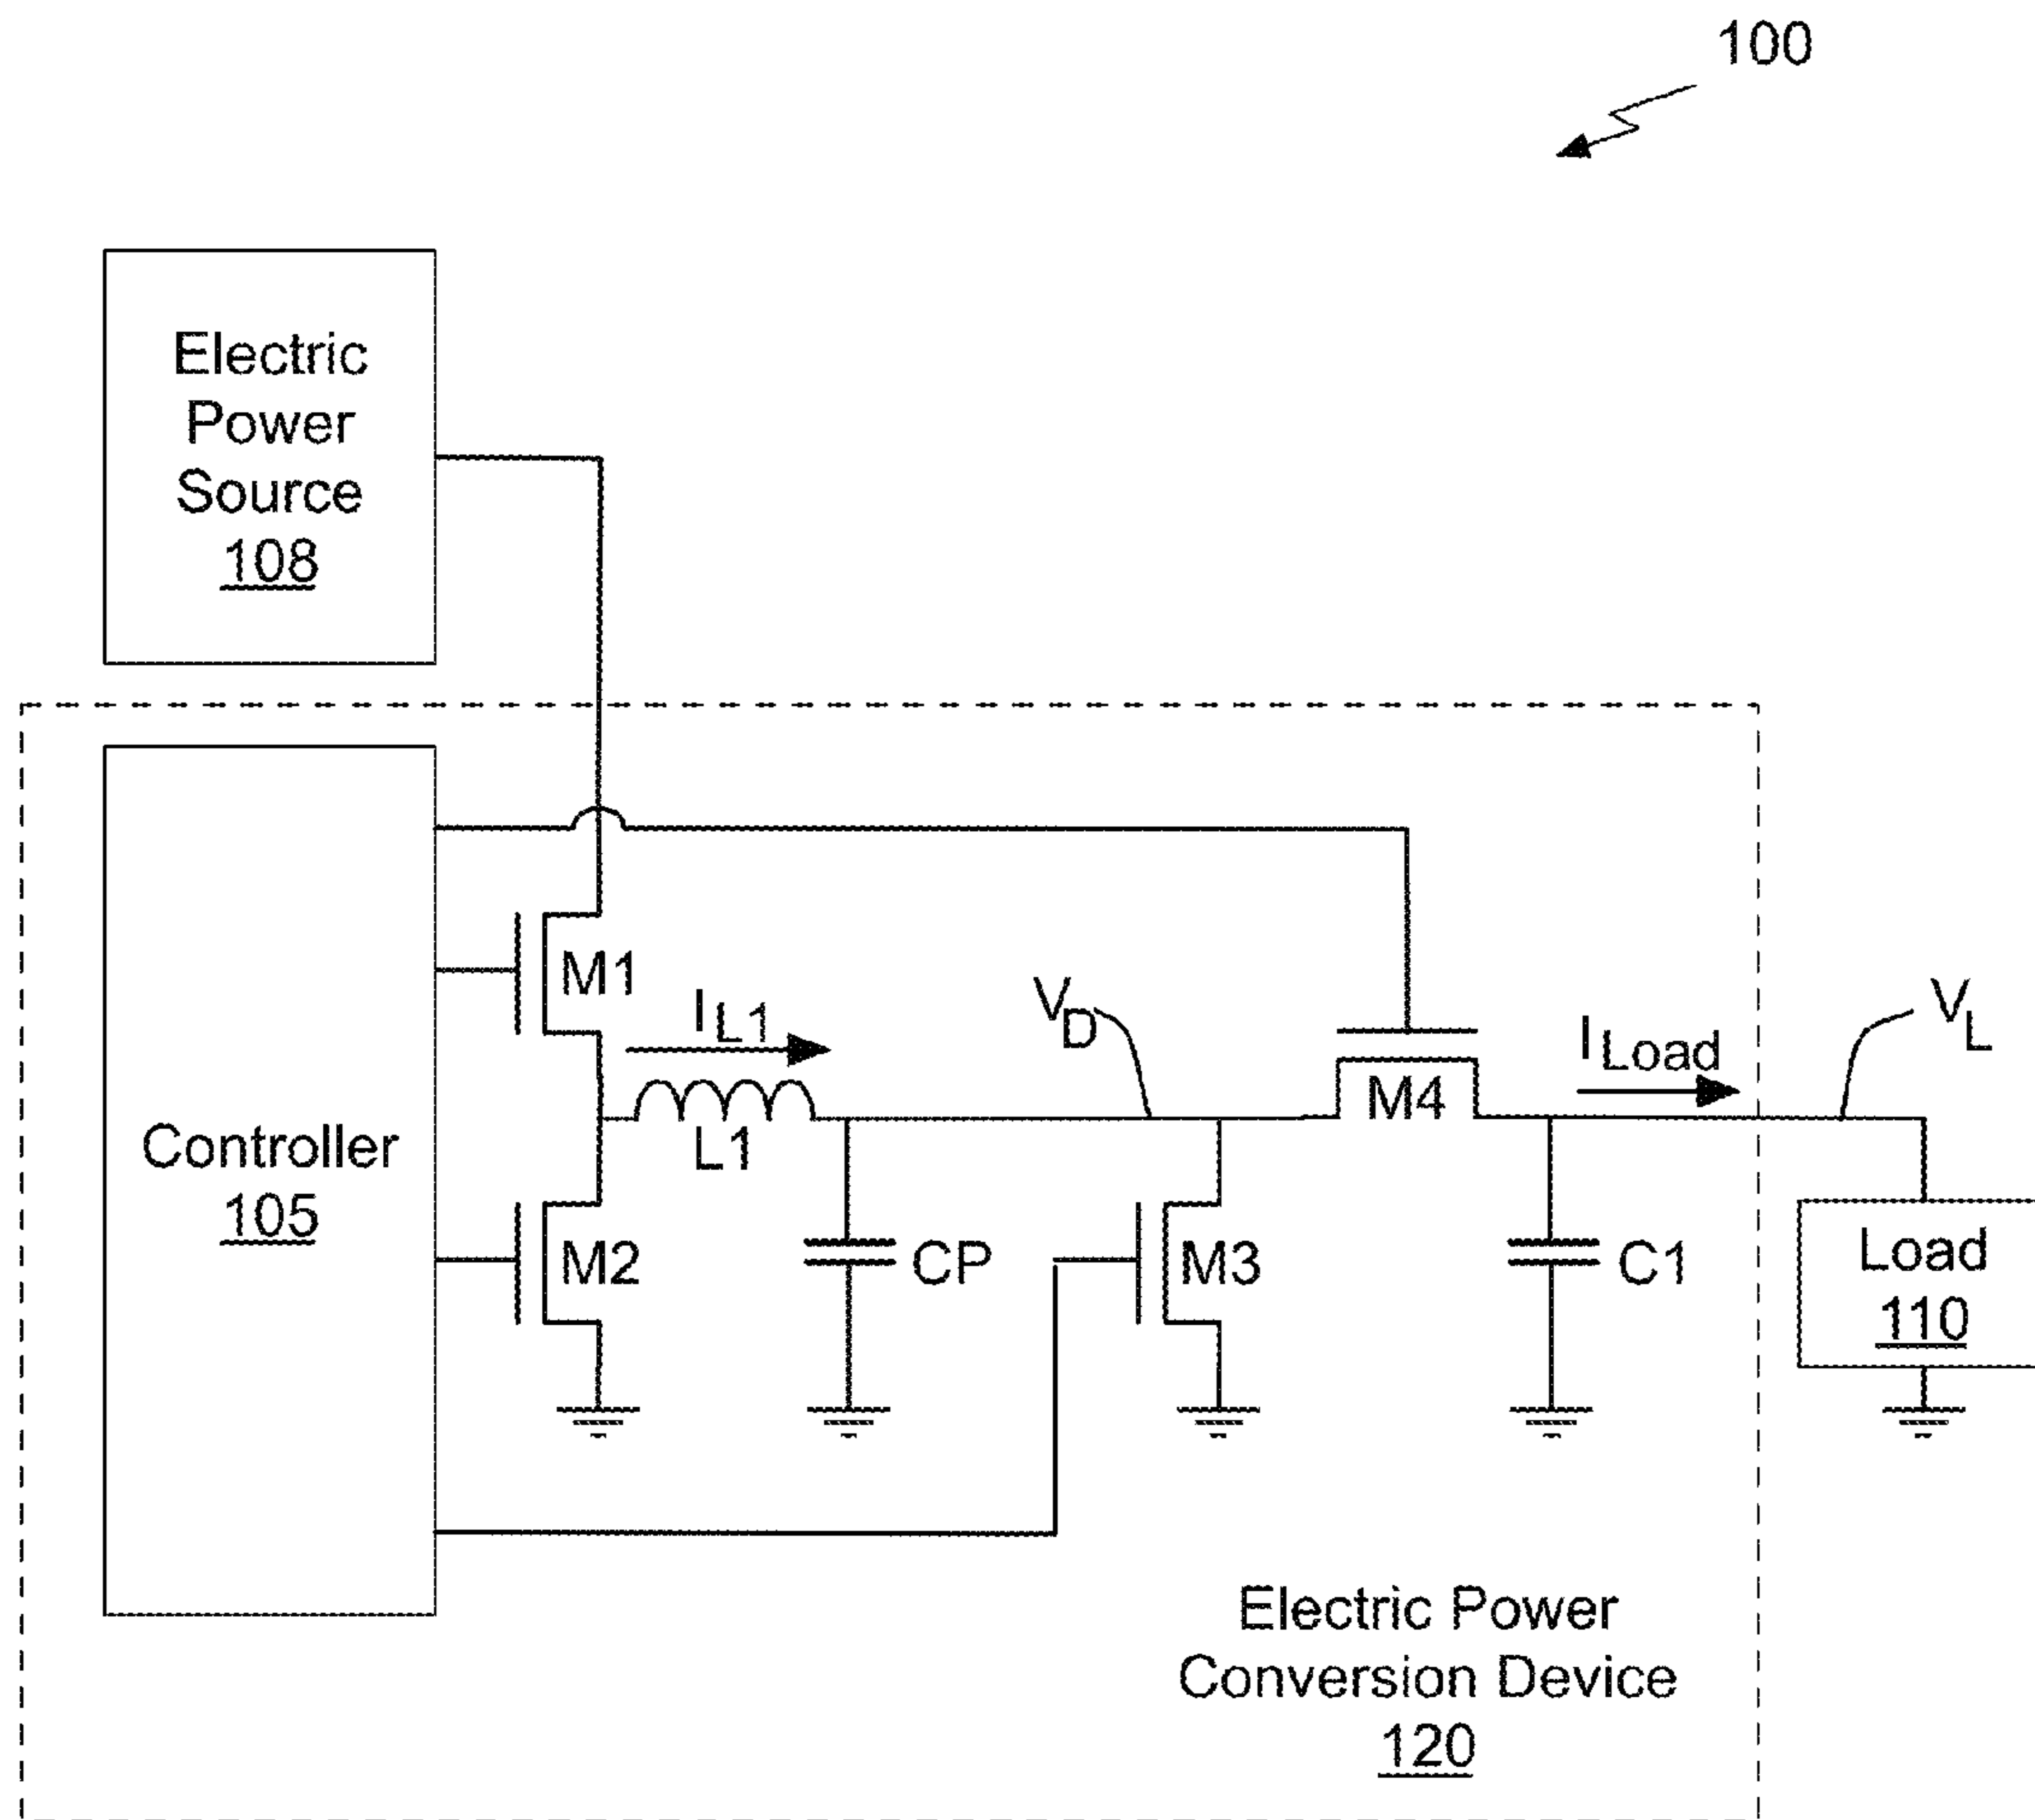 100
Electric
Power
Source
108
Controller
105
M1
I L1
L1
M2
CP
V D
M3
M4
I Load
C1
V L
Load
110
Electric Power
Conversion Device
120